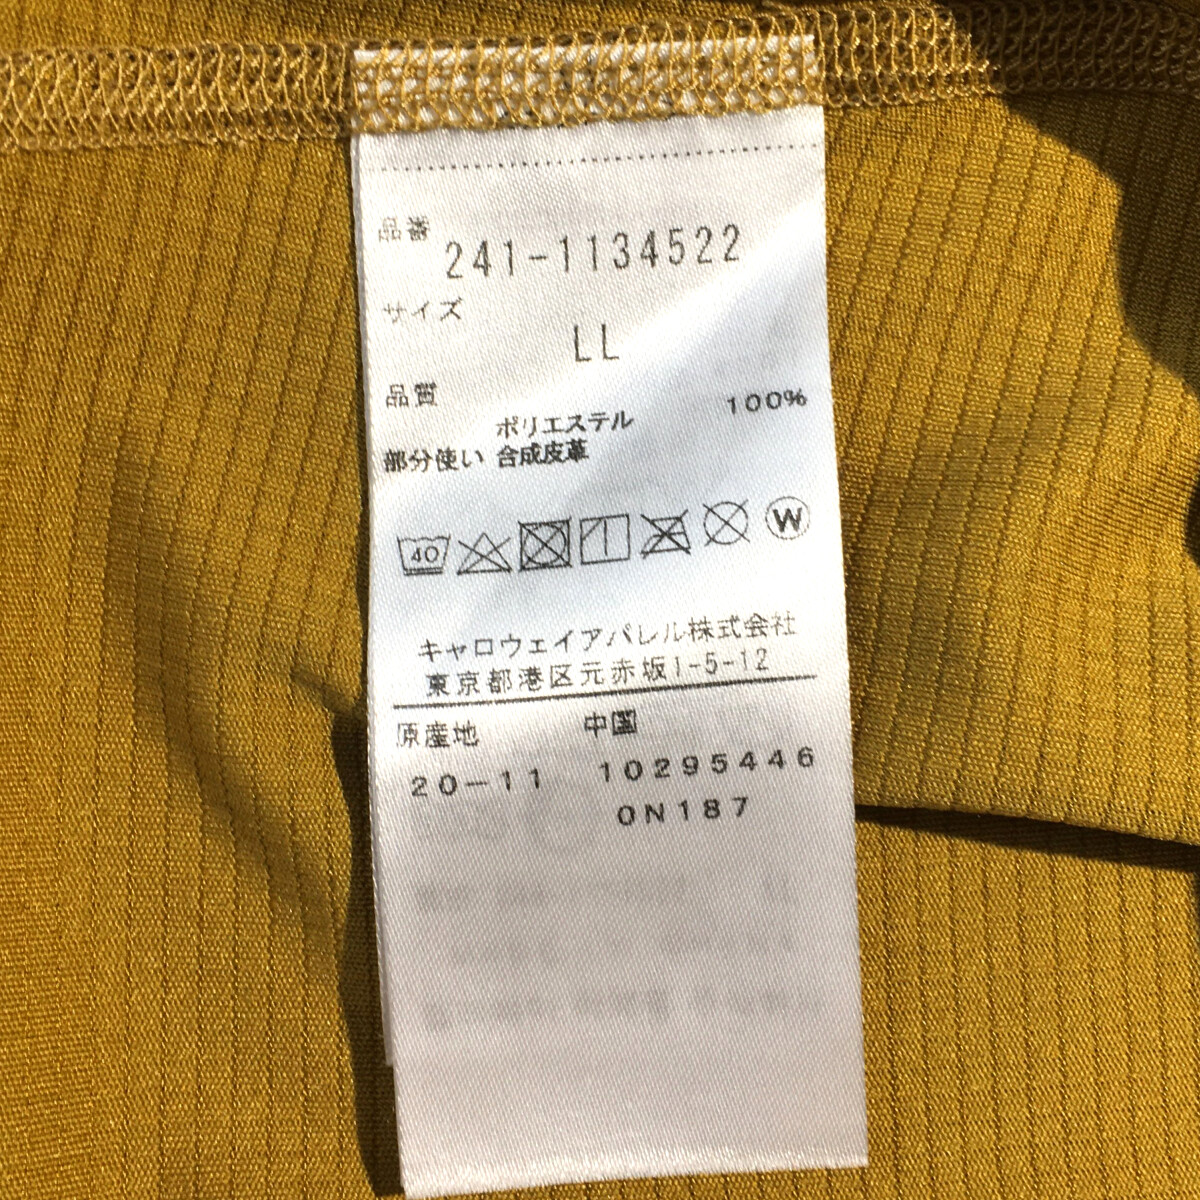 品番
241-1134522
サイズ
LL
品質
ポリエステル 100%
部分使い 合成皮革
40 W
キャロウェイアパレル株式会社
東京都港区元赤坂1-5-12
原産地 中国
20-11 10295446
0N187